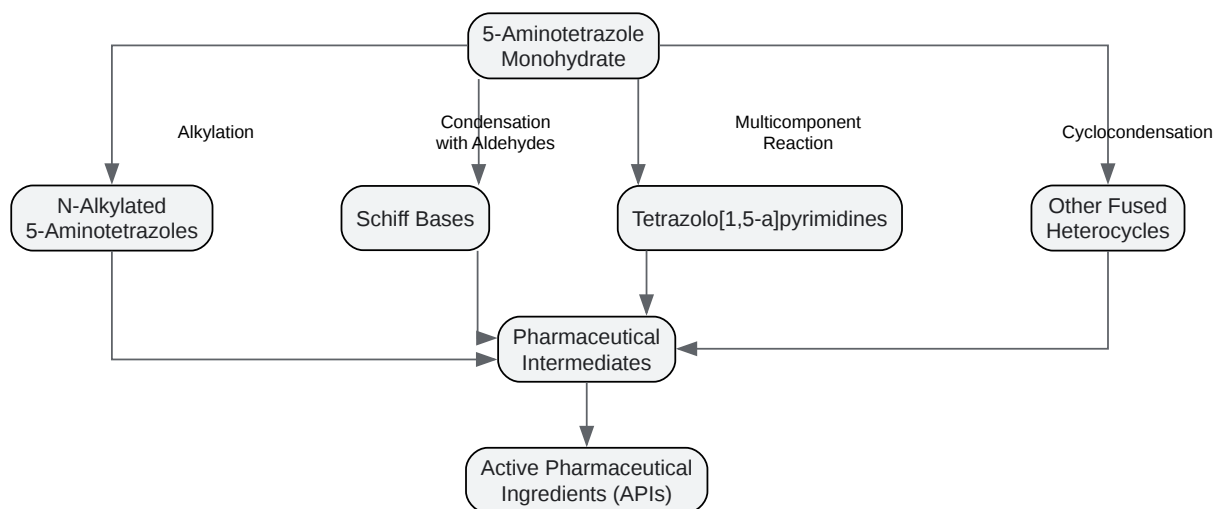 5-Aminotetrazole
Monohydrate
Alkylation
Condensation
with Aldehydes
Multicomponent
Reaction
Cyclocondensation
N-Alkylated
5-Aminotetrazoles
Schiff Bases
Tetrazolo[1,5-a]pyrimidines
Other Fused
Heterocycles
Pharmaceutical
Intermediates
Active Pharmaceutical
Ingredients (APIs)